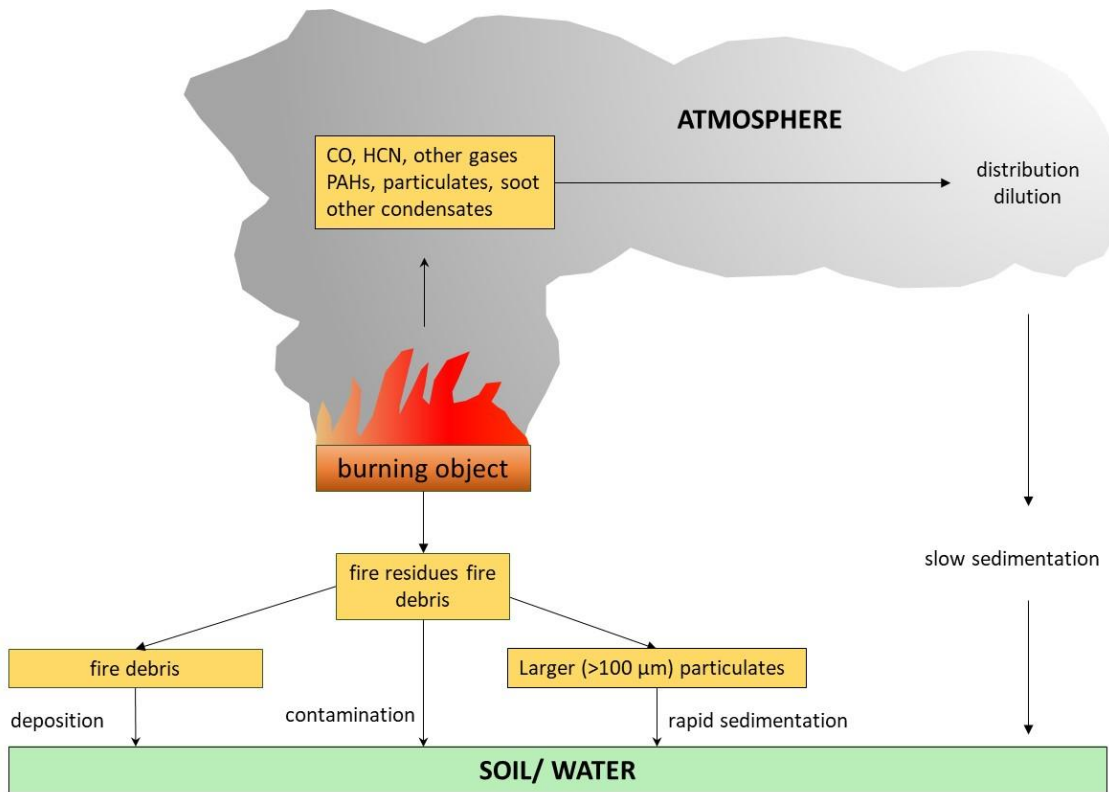 ATMOSPHERE
CO, HCN, other gases
PAHs, particulates, soot
other condensates
distribution
dilution
burning object
slow sedimentation
fire residues fire
debris
fire debris
Larger (>100 µm) particulates
deposition
contamination
rapid sedimentation
SOIL/ WATER